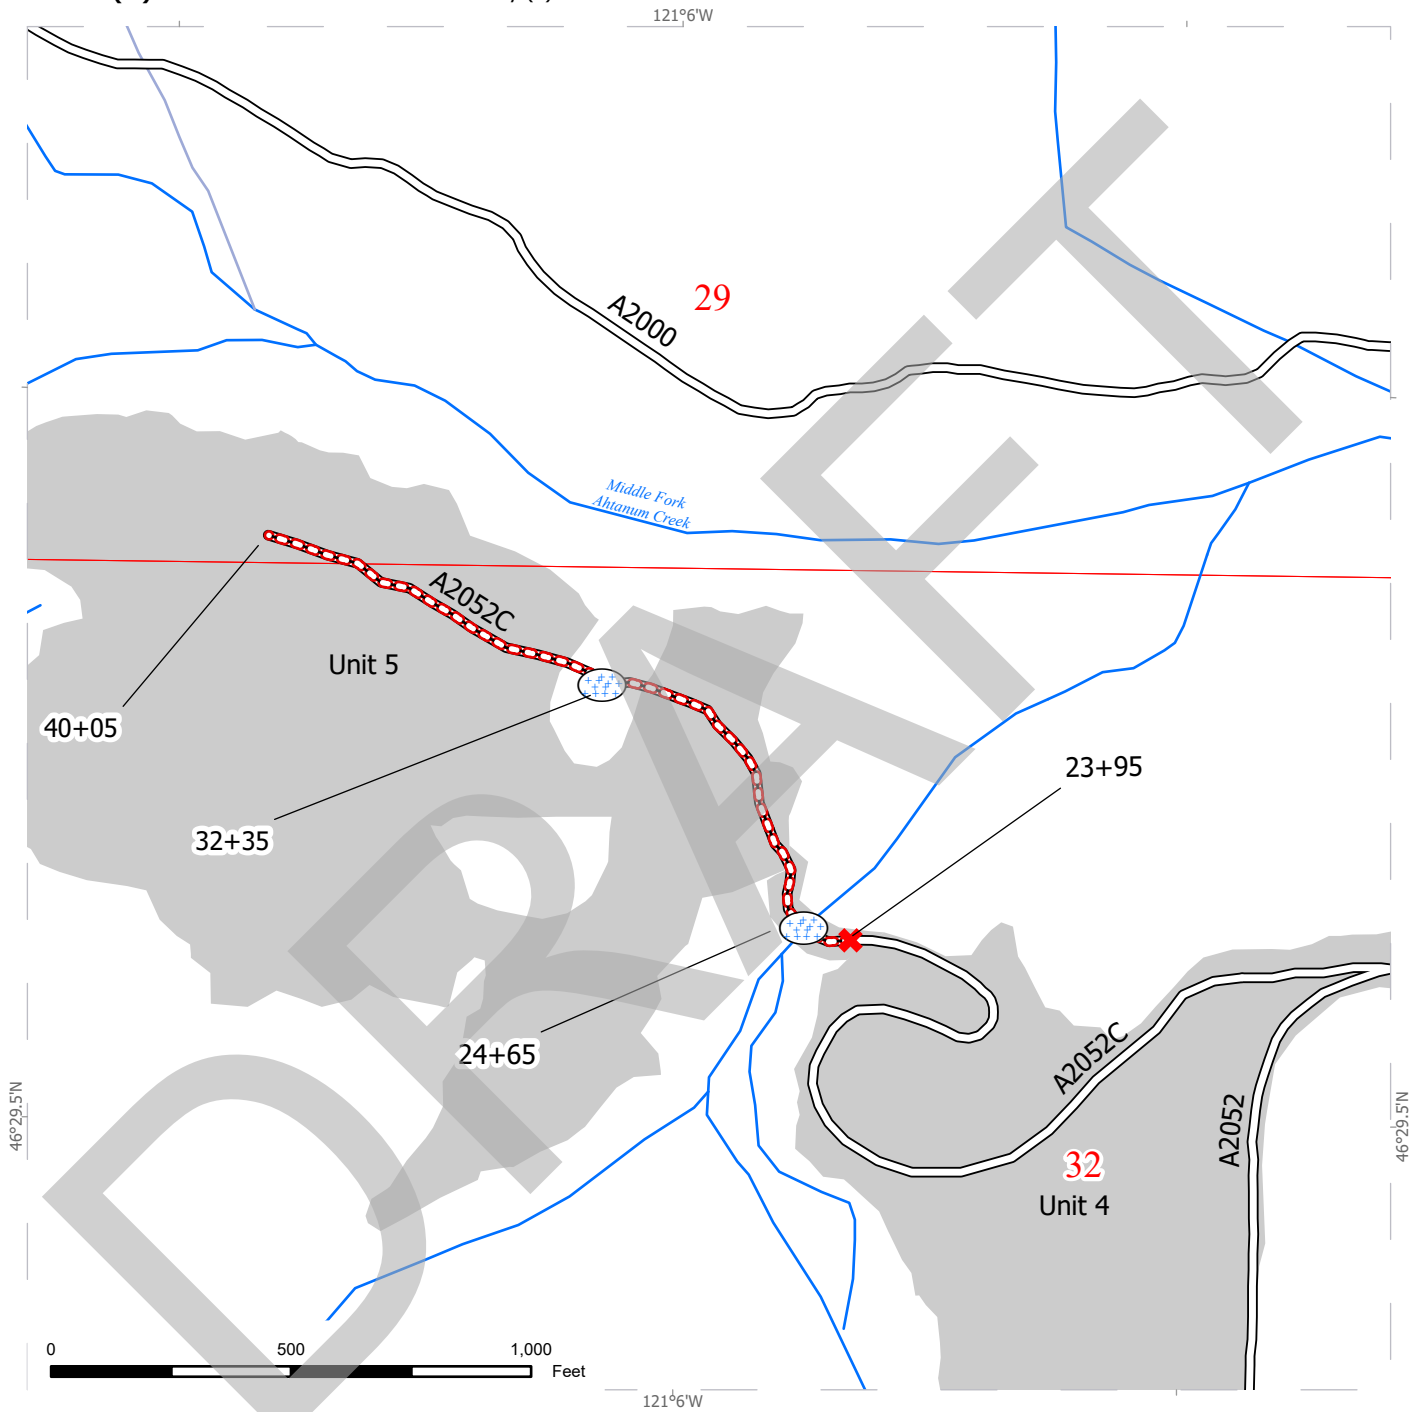 121°6'W
29
A2000
Middle Fork
Ahtanum Creek
A2052C
Unit 5
40+05
23+95
32+35
24+65
A2052C
A2052
46°29.5'N
46°29.5'N
32
Unit 4
DRAFT
0 500 1,000
Feet
121°6'W